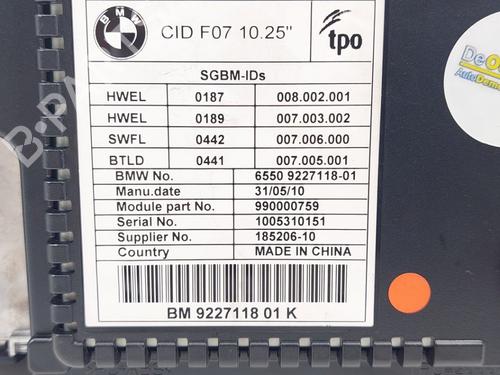 BMW
CID F07 10.25"
tpo
SGBM-IDs
HWEL 0187 008.002.001
HWEL 0189 007.003.002
SWFL 0442 007.006.000
BTLD 0441 007.005.001
BMW No. 6550 9227118-01
Manu.date 31/05/10
Module part No. 990000759
Serial No. 1005310151
Supplier No. 185206-10
Country MADE IN CHINA
BM 9227118 01 K